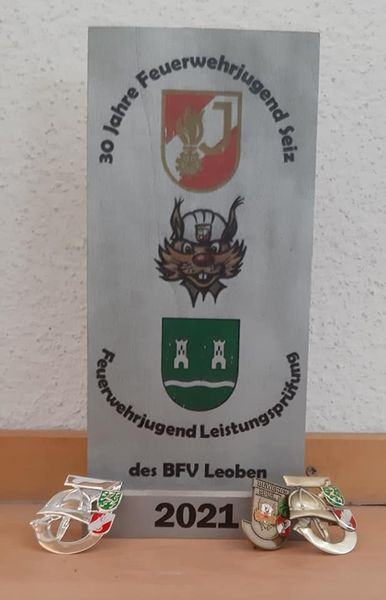 30 Jahre Feuerwehrjugend Seiz
J
Feuerwehrjugend Leistungsprüfung
des BFV Leoben
2021